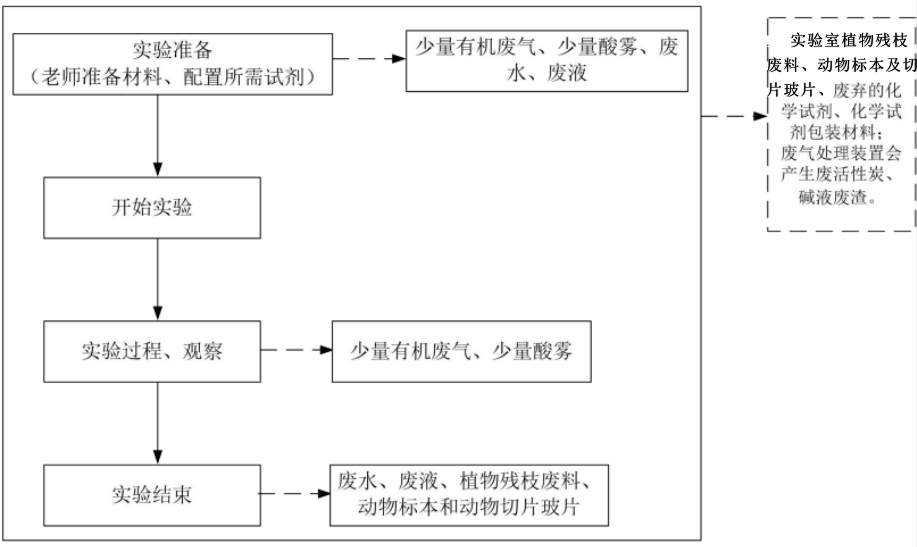 实验准备
（老师准备材料、配置所需试剂）
少量有机废气、少量酸雾、废
水、废液
实验室植物残枝
废料、动物标本及切
片玻片、废弃的化
学试剂、化学试
剂包装材料；
废气处理装置会
产生废活性炭、
碱液废渣。
开始实验
实验过程、观察
少量有机废气、少量酸雾
实验结束
废水、废液、植物残枝废料、
动物标本和动物切片玻片